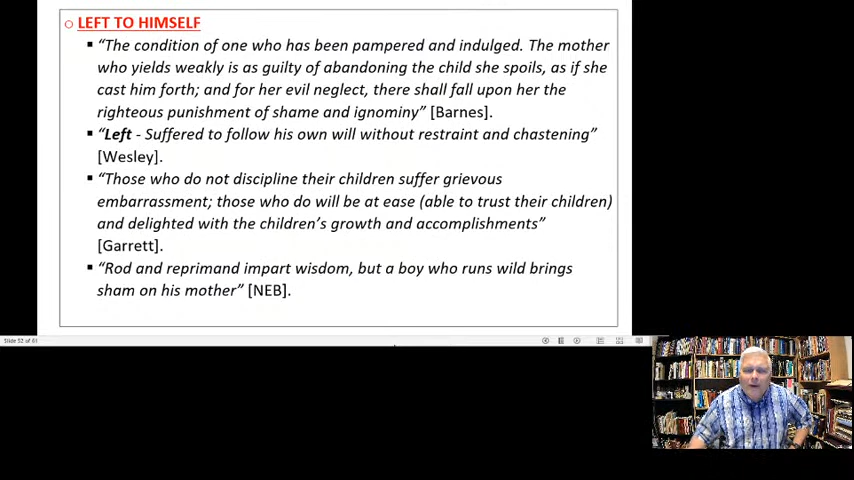 LEFT TO HIMSELF
“The condition of one who has been pampered and indulged. The mother
who yields weakly is as guilty of abandoning the child she spoils, as if she
cast him forth; and for her evil neglect, there shall fall upon her the
righteous punishment of shame and ignominy” [Barnes].
“Left - Suffered to follow his own will without restraint and chastening”
[Wesley].
“Those who do not discipline their children suffer grievous
embarrassment; those who do will be at ease (able to trust their children)
and delighted with the children’s growth and accomplishments”
[Garrett].
“Rod and reprimand impart wisdom, but a boy who runs wild brings
sham on his mother” [NEB].
Slide 52 of 61